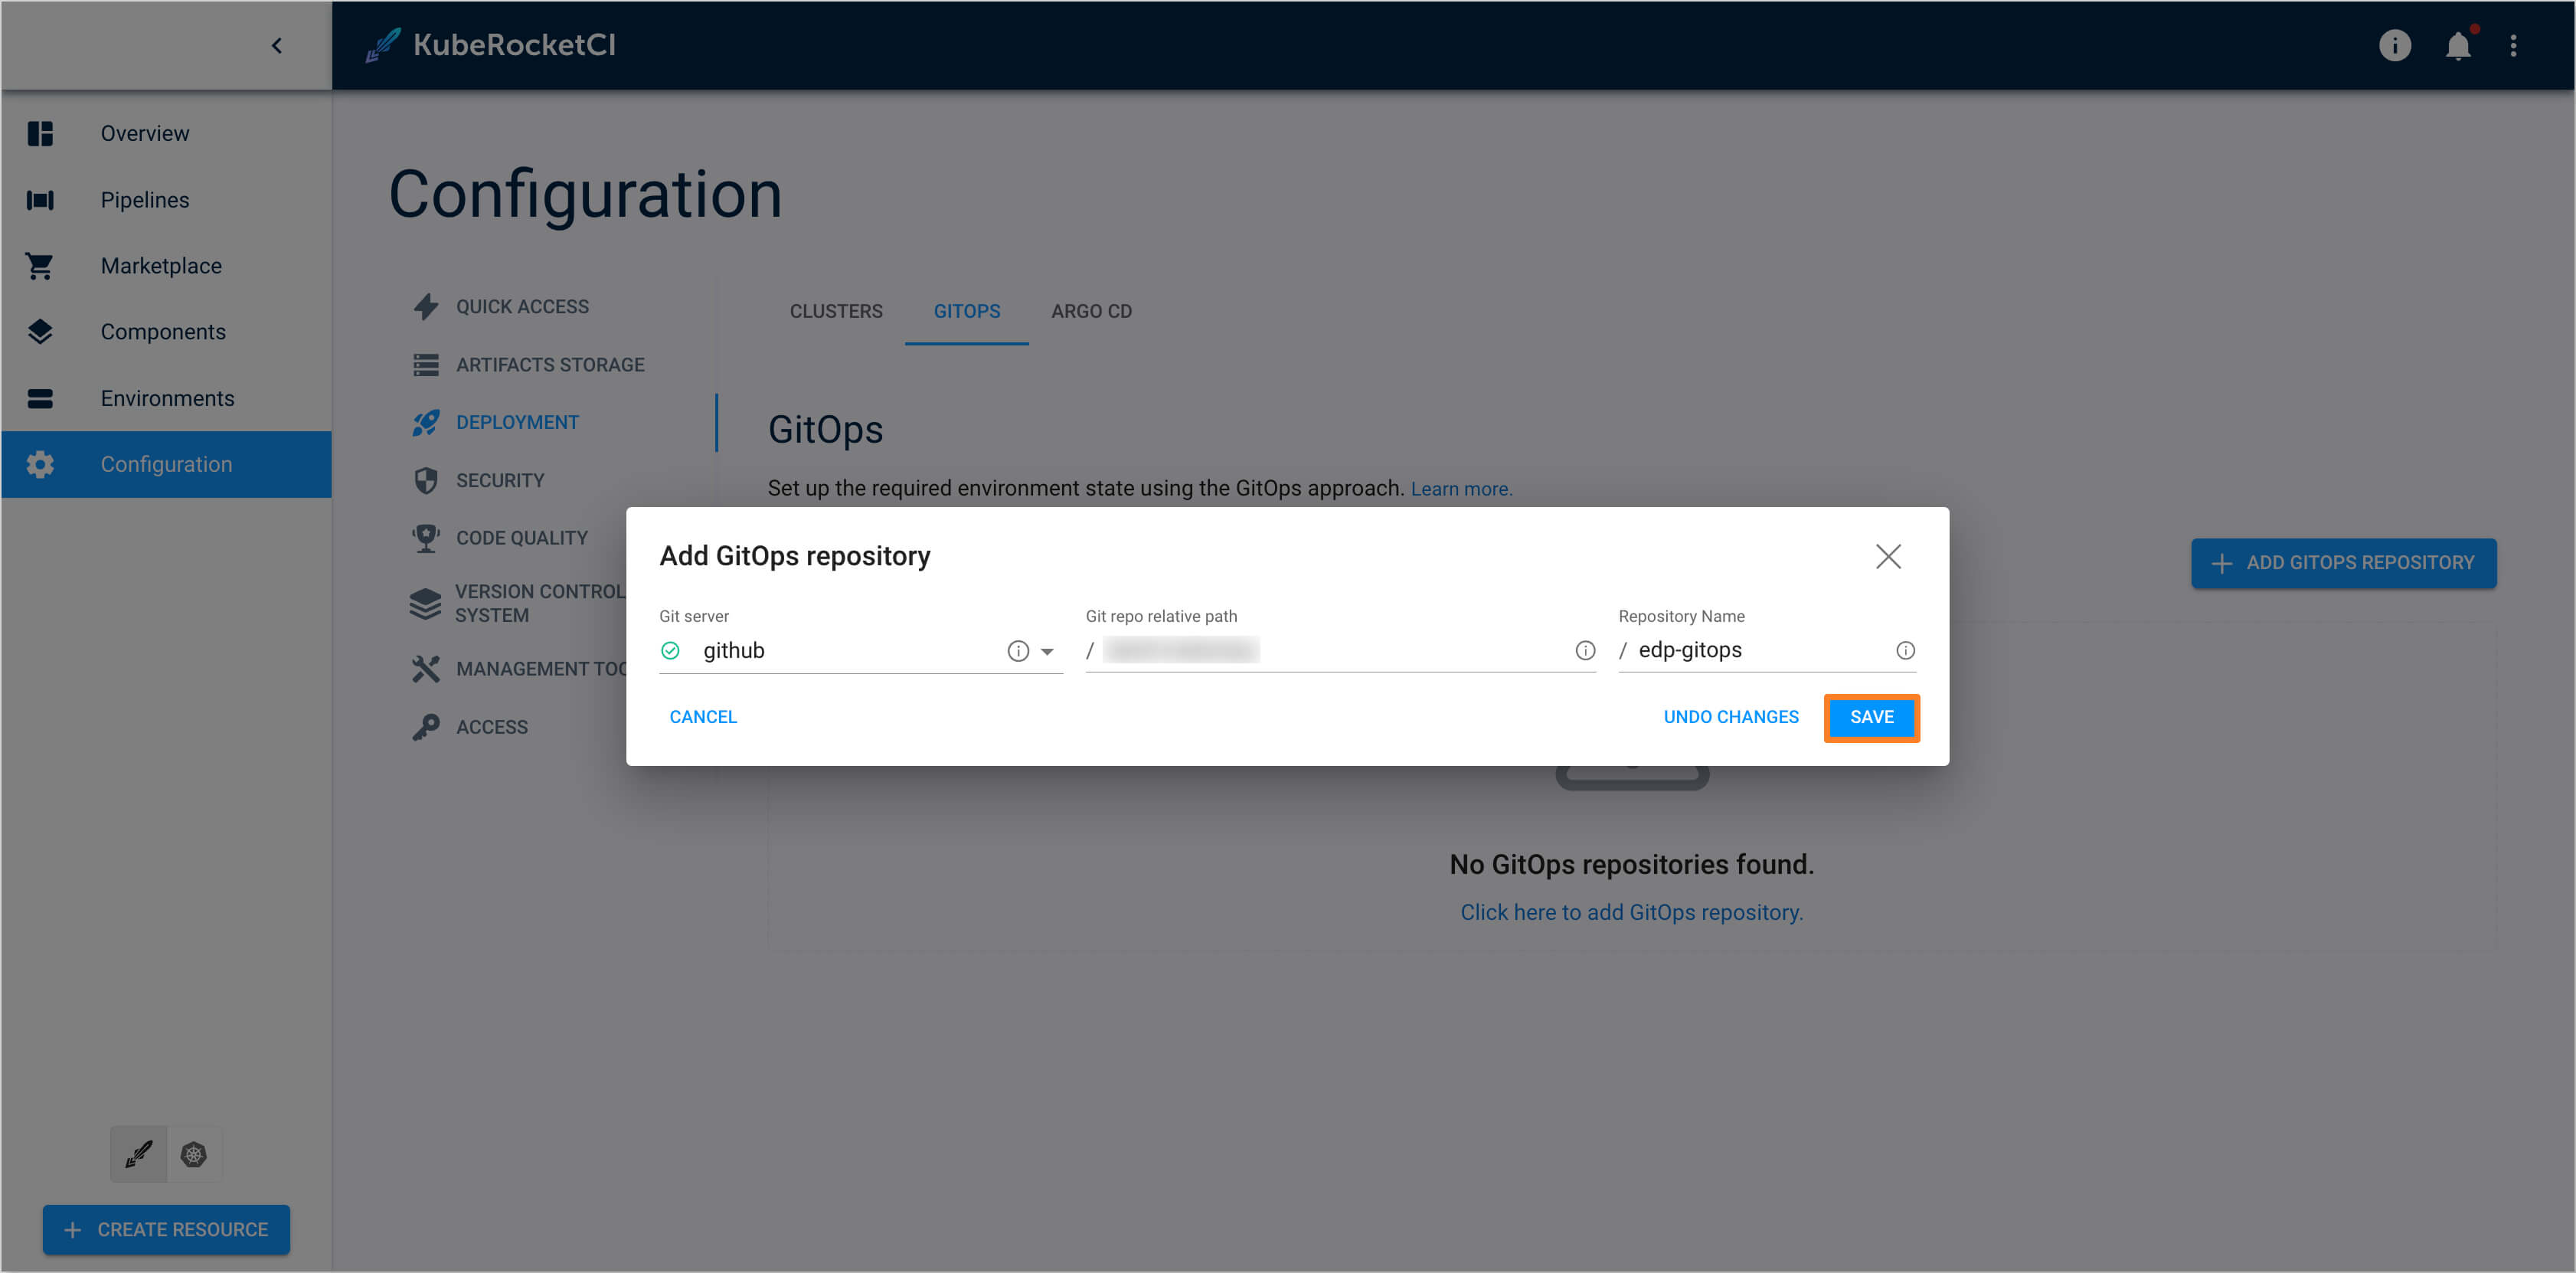 KubeRocketCI
Overview
Pipelines
Marketplace
Components
Environments
Configuration
CREATE RESOURCE
Configuration
QUICK ACCESS
ARTIFACTS STORAGE
DEPLOYMENT
SECURITY
CODE QUALITY
VERSION CONTROL
SYSTEM
MANAGEMENT TOO
ACCESS
CLUSTERS GITOPS ARGO CD
GitOps
Set up the required environment state using the GitOps approach. Learn more.
ADD GITOPS REPOSITORY
Add GitOps repository
Git server Git repo relative path Repository Name
github / / edp-gitops
CANCEL UNDO CHANGES SAVE
No GitOps repositories found.
Click here to add GitOps repository.